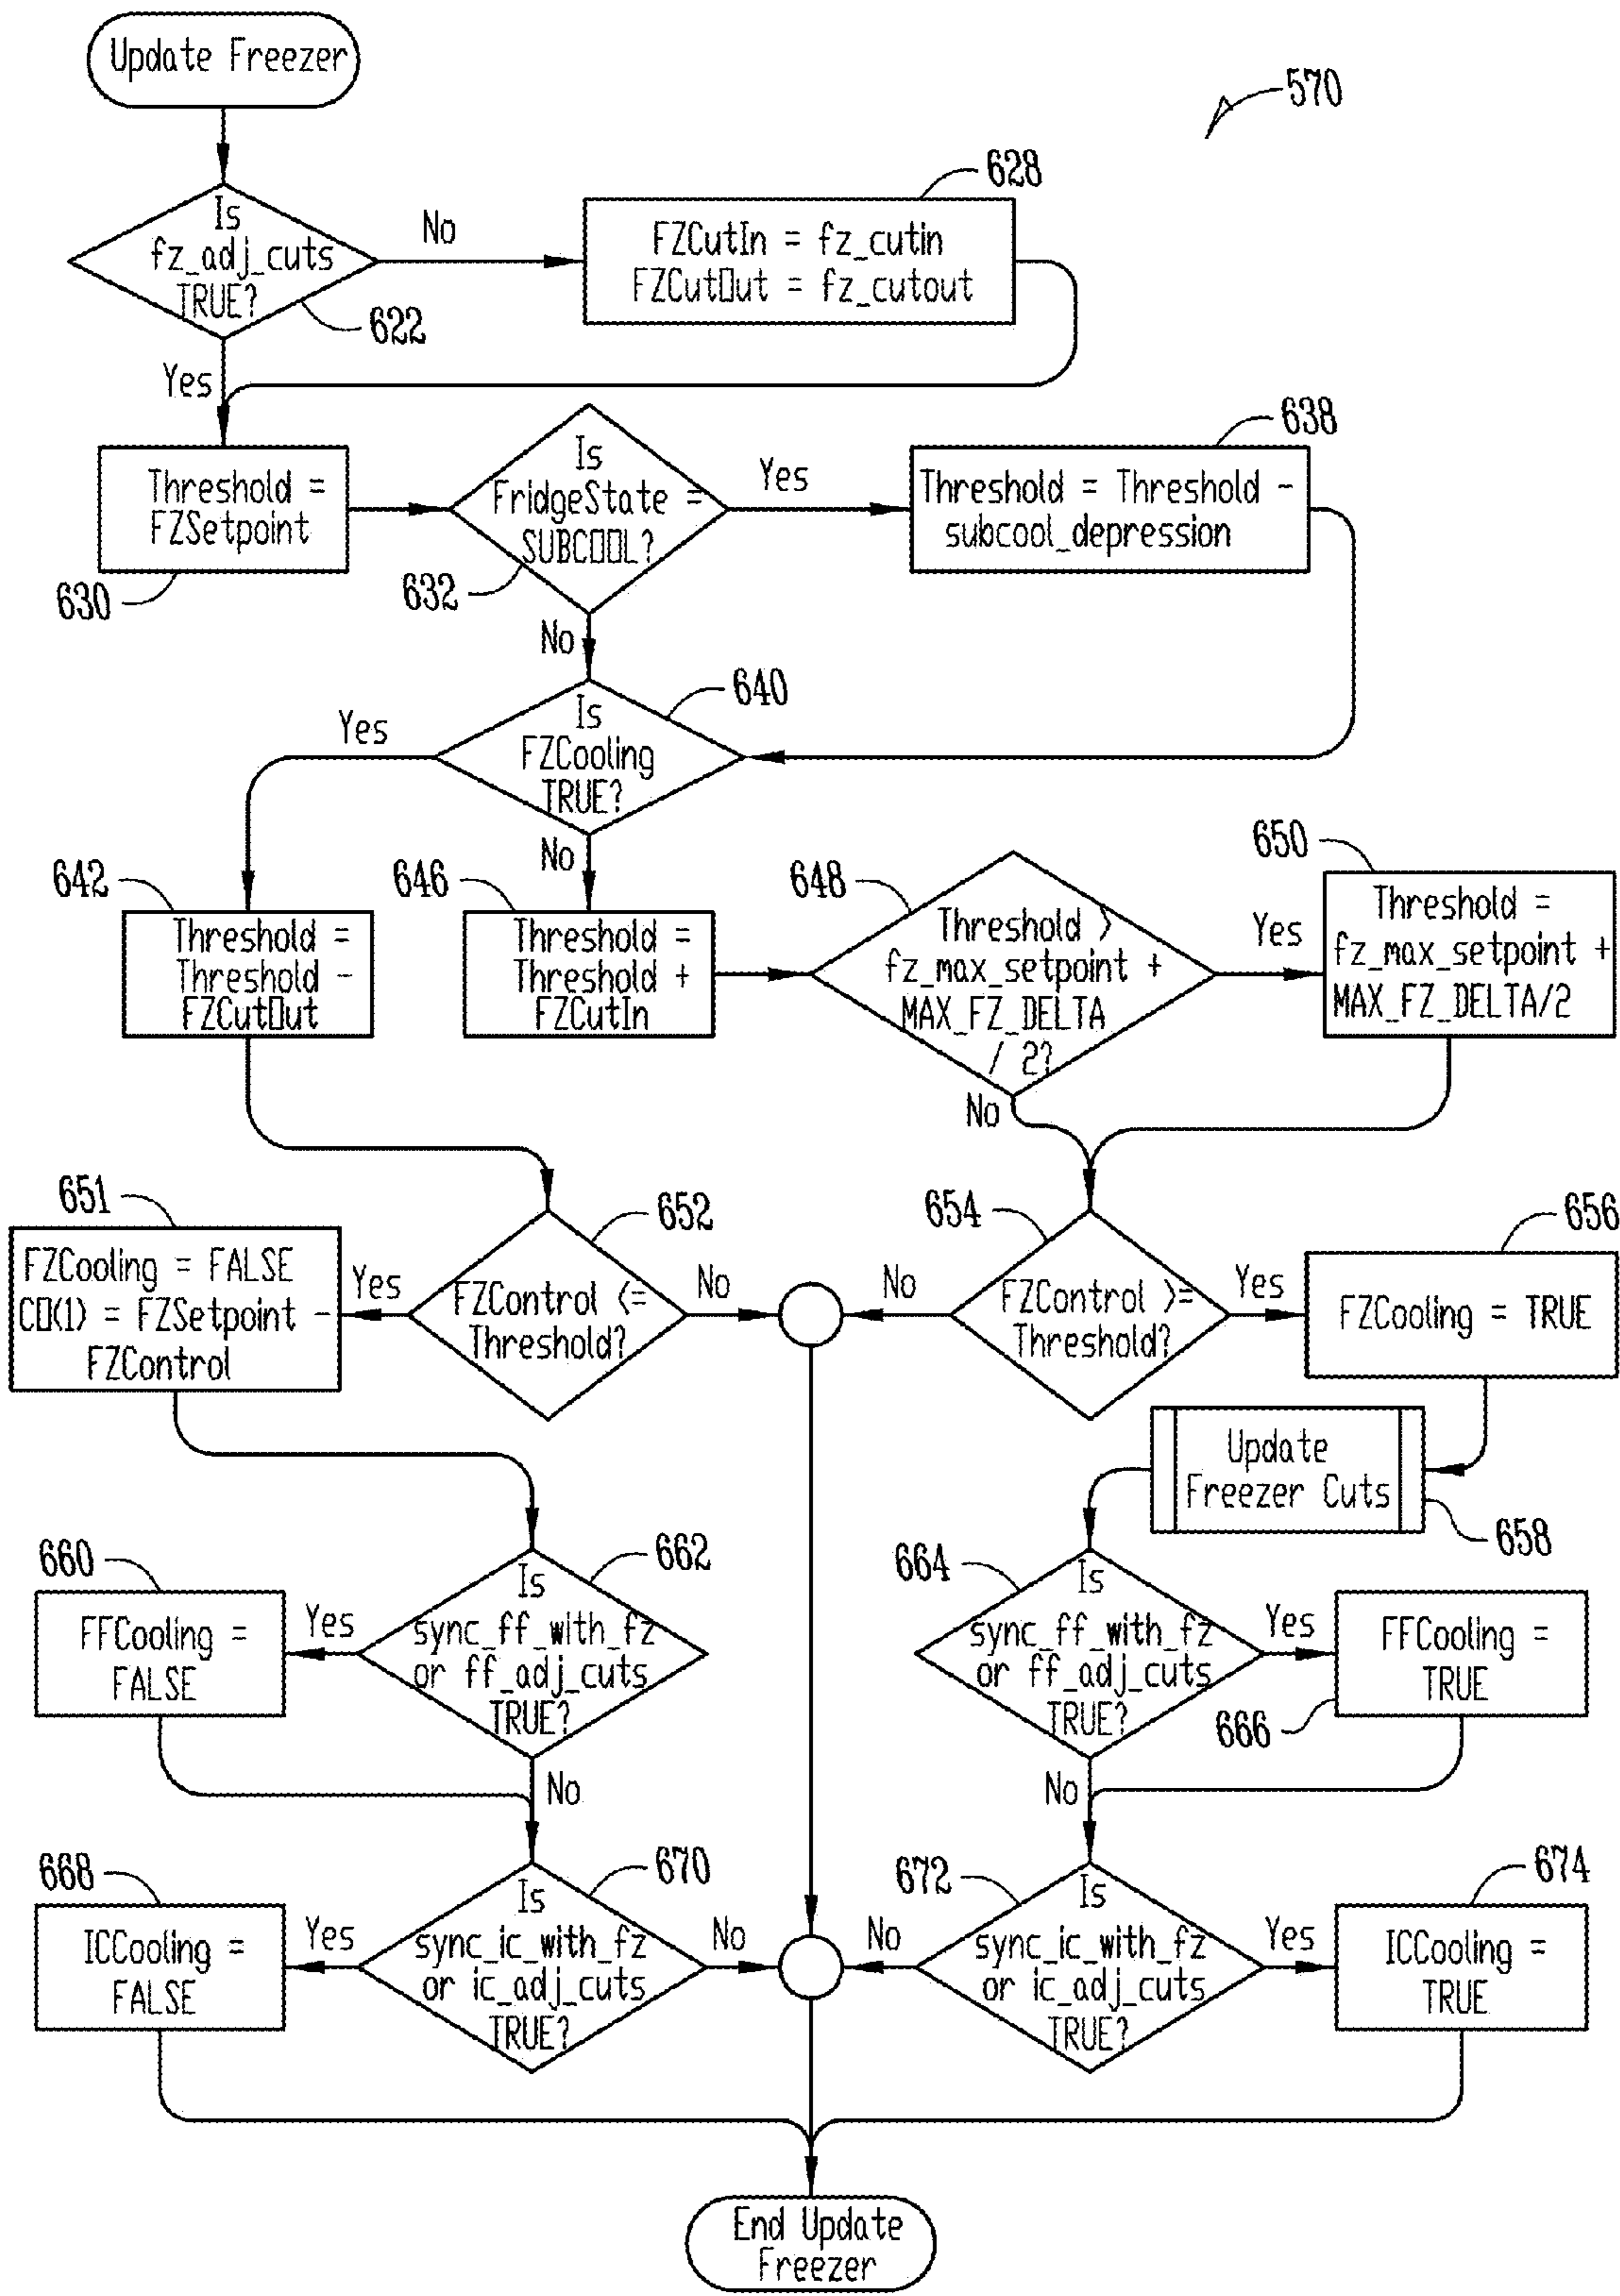 Update Freezer
570
Is
fz_adj_cuts
TRUE?
622
No
Yes
628
FZCutIn = fz_cutin
FZCutOut = fz_cutout
Threshold =
FZSetpoint
630
Is
FridgeState =
SUBCOOL?
632
Yes
No
638
Threshold = Threshold -
subcool_depression
640
Is
FZCooling
TRUE?
Yes
No
642
Threshold =
Threshold -
FZCutOut
646
Threshold =
Threshold +
FZCutIn
648
Threshold >
fz_max_setpoint +
MAX_FZ_DELTA
/ 2?
Yes
No
650
Threshold =
fz_max_setpoint +
MAX_FZ_DELTA/2
651
FZCooling = FALSE
CO(1) = FZSetpoint -
FZControl
Yes
652
FZControl <=
Threshold?
No
No
654
FZControl >=
Threshold?
Yes
656
FZCooling = TRUE
Update
Freezer Cuts
658
660
FFCooling =
FALSE
Yes
662
Is
sync_ff_with_fz
or ff_adj_cuts
TRUE?
No
664
Is
sync_ff_with_fz
or ff_adj_cuts
TRUE?
Yes
No
FFCooling =
TRUE
666
668
ICCooling =
FALSE
Yes
670
Is
sync_ic_with_fz
or ic_adj_cuts
TRUE?
No
No
672
Is
sync_ic_with_fz
or ic_adj_cuts
TRUE?
Yes
674
ICCooling =
TRUE
End Update
Freezer